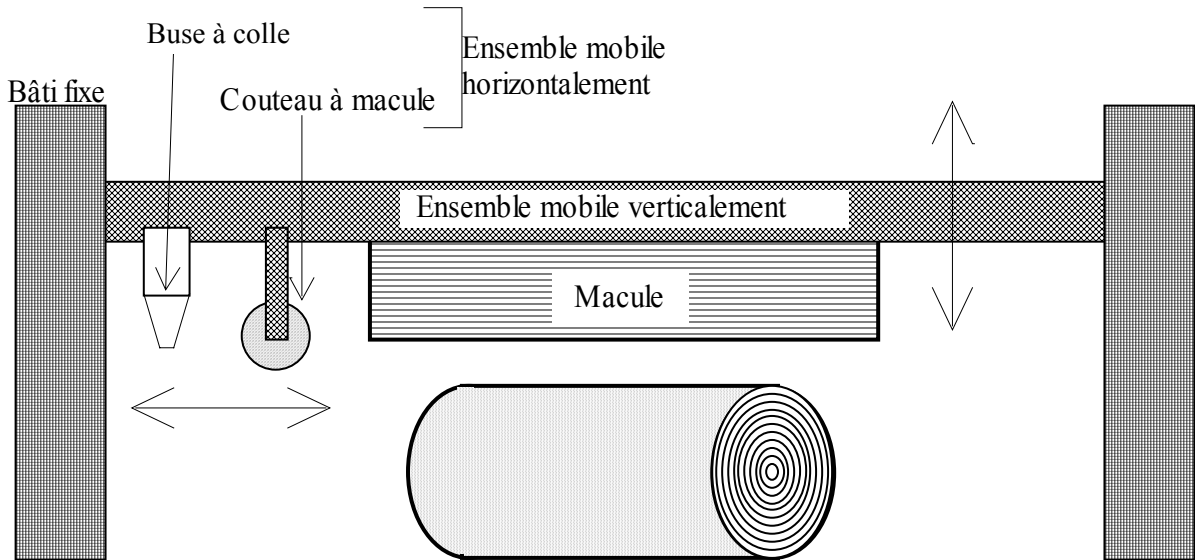 Buse à colle
Ensemble mobile
horizontalement
Bâti fixe
Couteau à macule
Ensemble mobile verticalement
Macule